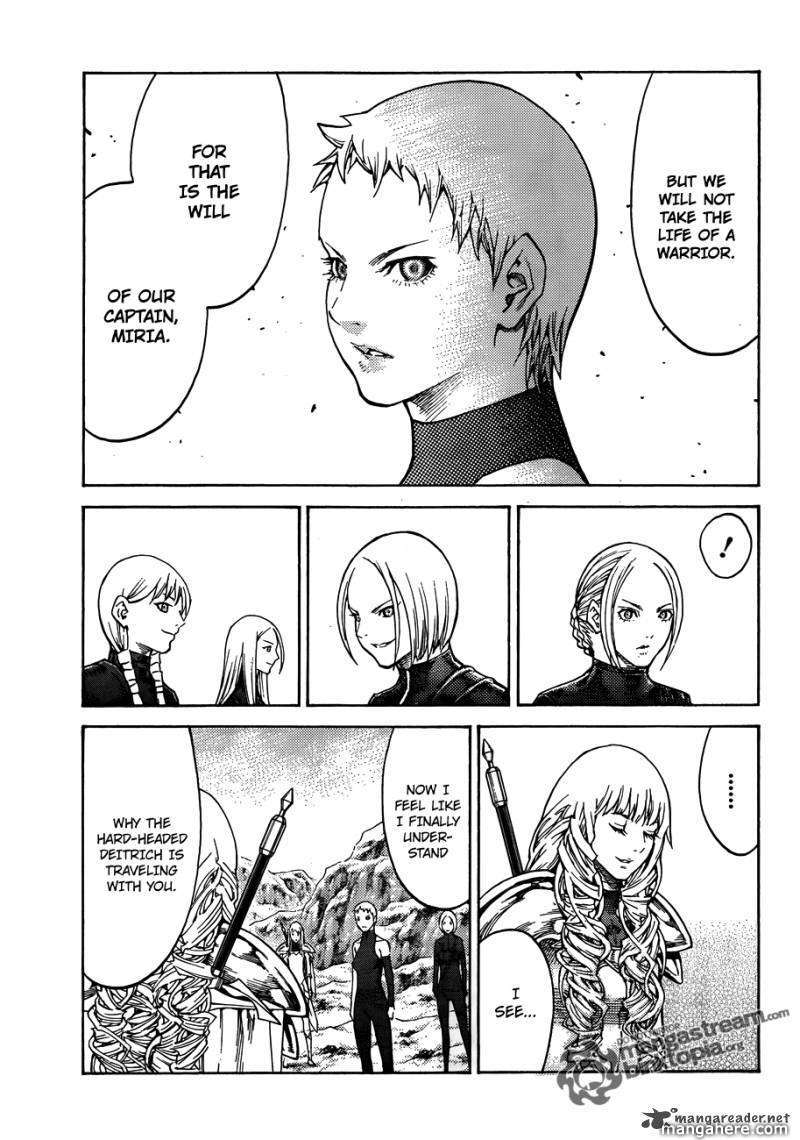 BUT WE
WILL NOT
TAKE THE
LIFE OF A
WARRIOR.
FOR
THAT
IS THE
WILL
OF OUR
CAPTAIN,
MIRIA.
!
......
I
SEE...
NOW I
FEEL LIKE
I FINALLY
UNDER-
STAND
WHY THE
HARD-HEADED
DEITRICH IS
TRAVELING
WITH YOU.
mangastream.com
mangareader.net
mangahere.com